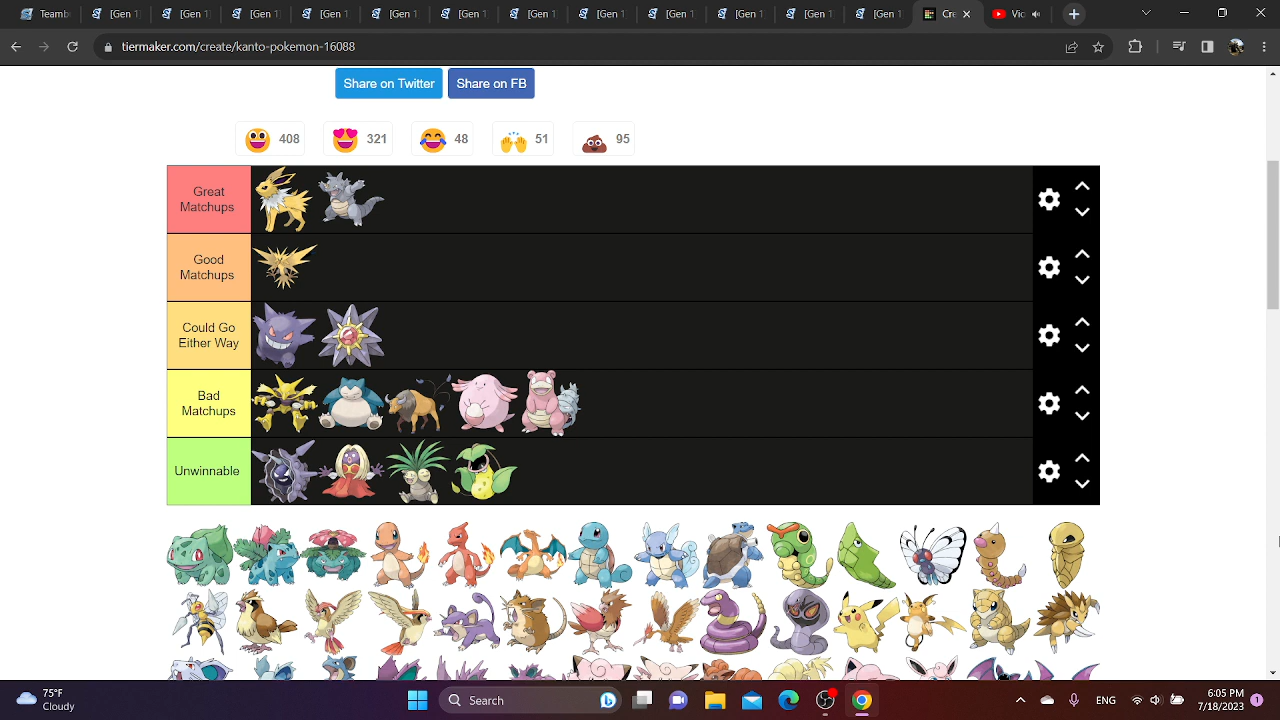 Teamb
[Gen 1
[Gen 1
[Gen 1
[Gen 1
[Gen 1
[Gen 1
[Gen 1
[Gen 1
[Gen 1
[Gen 1
[Gen 1
[Gen 1
Cre
Vic
tiermaker.com/create/kanto-pokemon-16088
Share on Twitter
Share on FB
408
321
48
51
95
Great
Matchups
Good
Matchups
Could Go
Either Way
Bad
Matchups
Unwinnable
75°F
Cloudy
Search
ENG
6:05 PM
7/18/2023
1